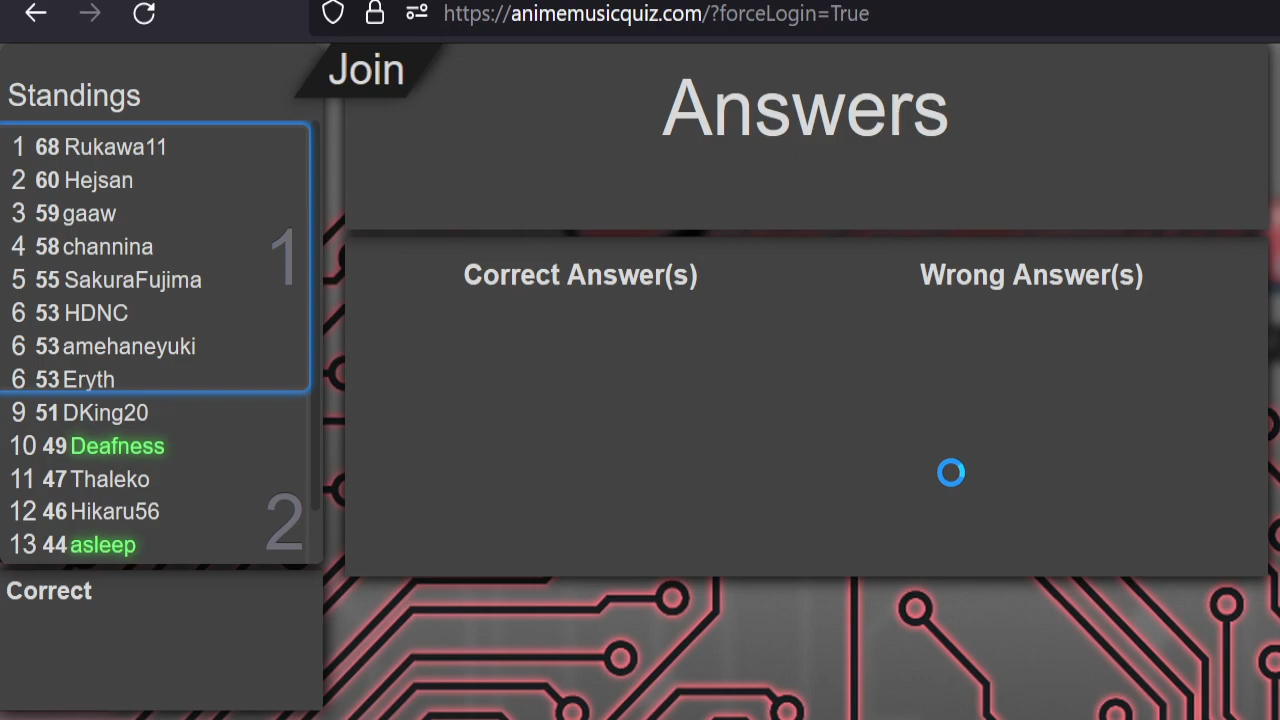 https://animemusicquiz.com/?forceLogin=True
Join
Standings
1 68 Rukawa11
2 60 Hejsan
3 59 gaaw
4 58 channina
5 55 SakuraFujima
6 53 HDNC
6 53 amehaneyuki
6 53 Eryth
1
9 51 DKing20
10 49 Deafness
11 47 Thaleko
12 46 Hikaru56
13 44 asleep
2
Correct
Answers
Correct Answer(s)
Wrong Answer(s)